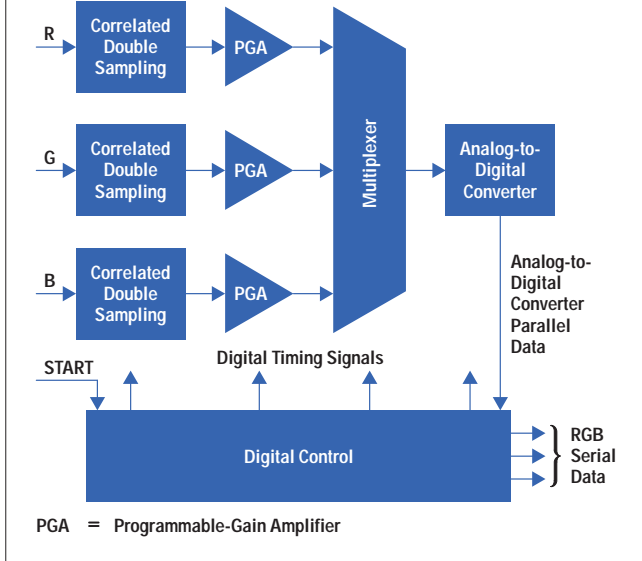 R
Correlated
Double
Sampling
PGA
G
Correlated
Double
Sampling
PGA
B
Correlated
Double
Sampling
PGA
Multiplexer
Analog-to-
Digital
Converter
Analog-to-
Digital
Converter
Parallel
Data
Digital Timing Signals
START
Digital Control
RGB
Serial
Data
PGA = Programmable-Gain Amplifier